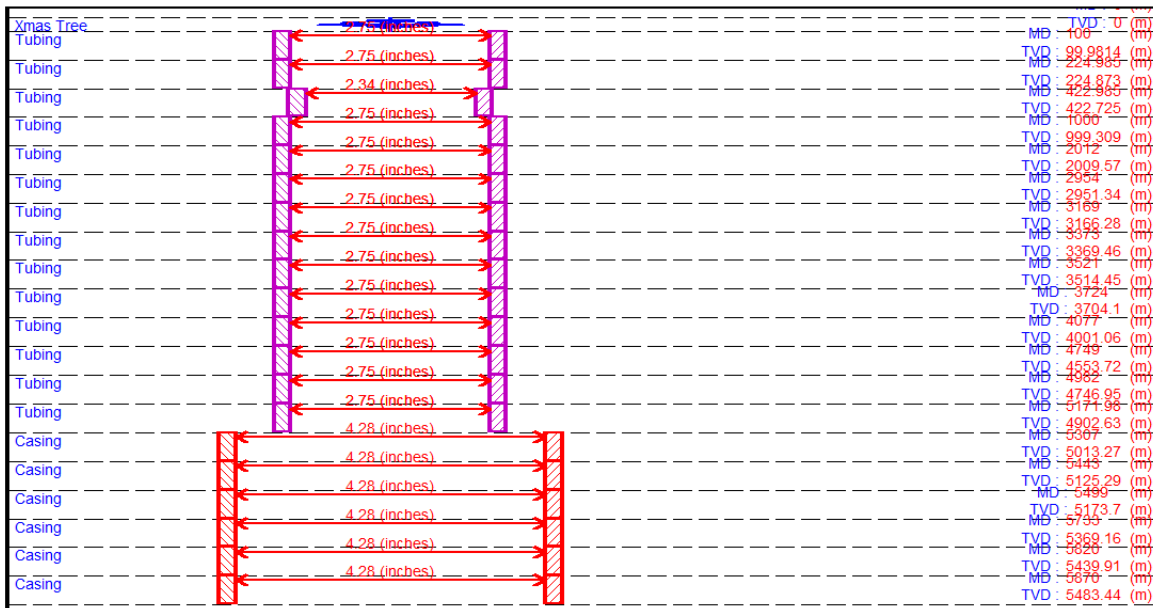 Xmas Tree
TVD : 0 (m)
Tubing 2.75 (inches) MD : 100 (m)
TVD : 99.9814 (m)
Tubing 2.75 (inches) MD : 224.985 (m)
TVD : 224.873 (m)
Tubing 2.34 (inches) MD : 422.985 (m)
TVD : 422.725 (m)
Tubing 2.75 (inches) MD : 1000 (m)
TVD : 999.309 (m)
Tubing 2.75 (inches) MD : 2012 (m)
TVD : 2009.57 (m)
Tubing 2.75 (inches) MD : 2954 (m)
TVD : 2951.34 (m)
Tubing 2.75 (inches) MD : 3169 (m)
TVD : 3166.28 (m)
Tubing 2.75 (inches) MD : 3373 (m)
TVD : 3369.46 (m)
Tubing 2.75 (inches) MD : 3521 (m)
TVD : 3514.45 (m)
Tubing 2.75 (inches) MD : 3724 (m)
TVD : 3704.1 (m)
Tubing 2.75 (inches) MD : 4077 (m)
TVD : 4001.06 (m)
Tubing 2.75 (inches) MD : 4749 (m)
TVD : 4553.72 (m)
Tubing 2.75 (inches) MD : 4982 (m)
TVD : 4746.95 (m)
Tubing 2.75 (inches) MD : 5171.98 (m)
TVD : 4902.63 (m)
Casing 4.28 (inches) MD : 5307 (m)
TVD : 5013.27 (m)
Casing 4.28 (inches) MD : 5443 (m)
TVD : 5125.29 (m)
Casing 4.28 (inches) MD : 5499 (m)
TVD : 5173.7 (m)
Casing 4.28 (inches) MD : 5733 (m)
TVD : 5369.16 (m)
Casing 4.28 (inches) MD : 5820 (m)
TVD : 5439.91 (m)
Casing 4.28 (inches) MD : 5870 (m)
TVD : 5483.44 (m)